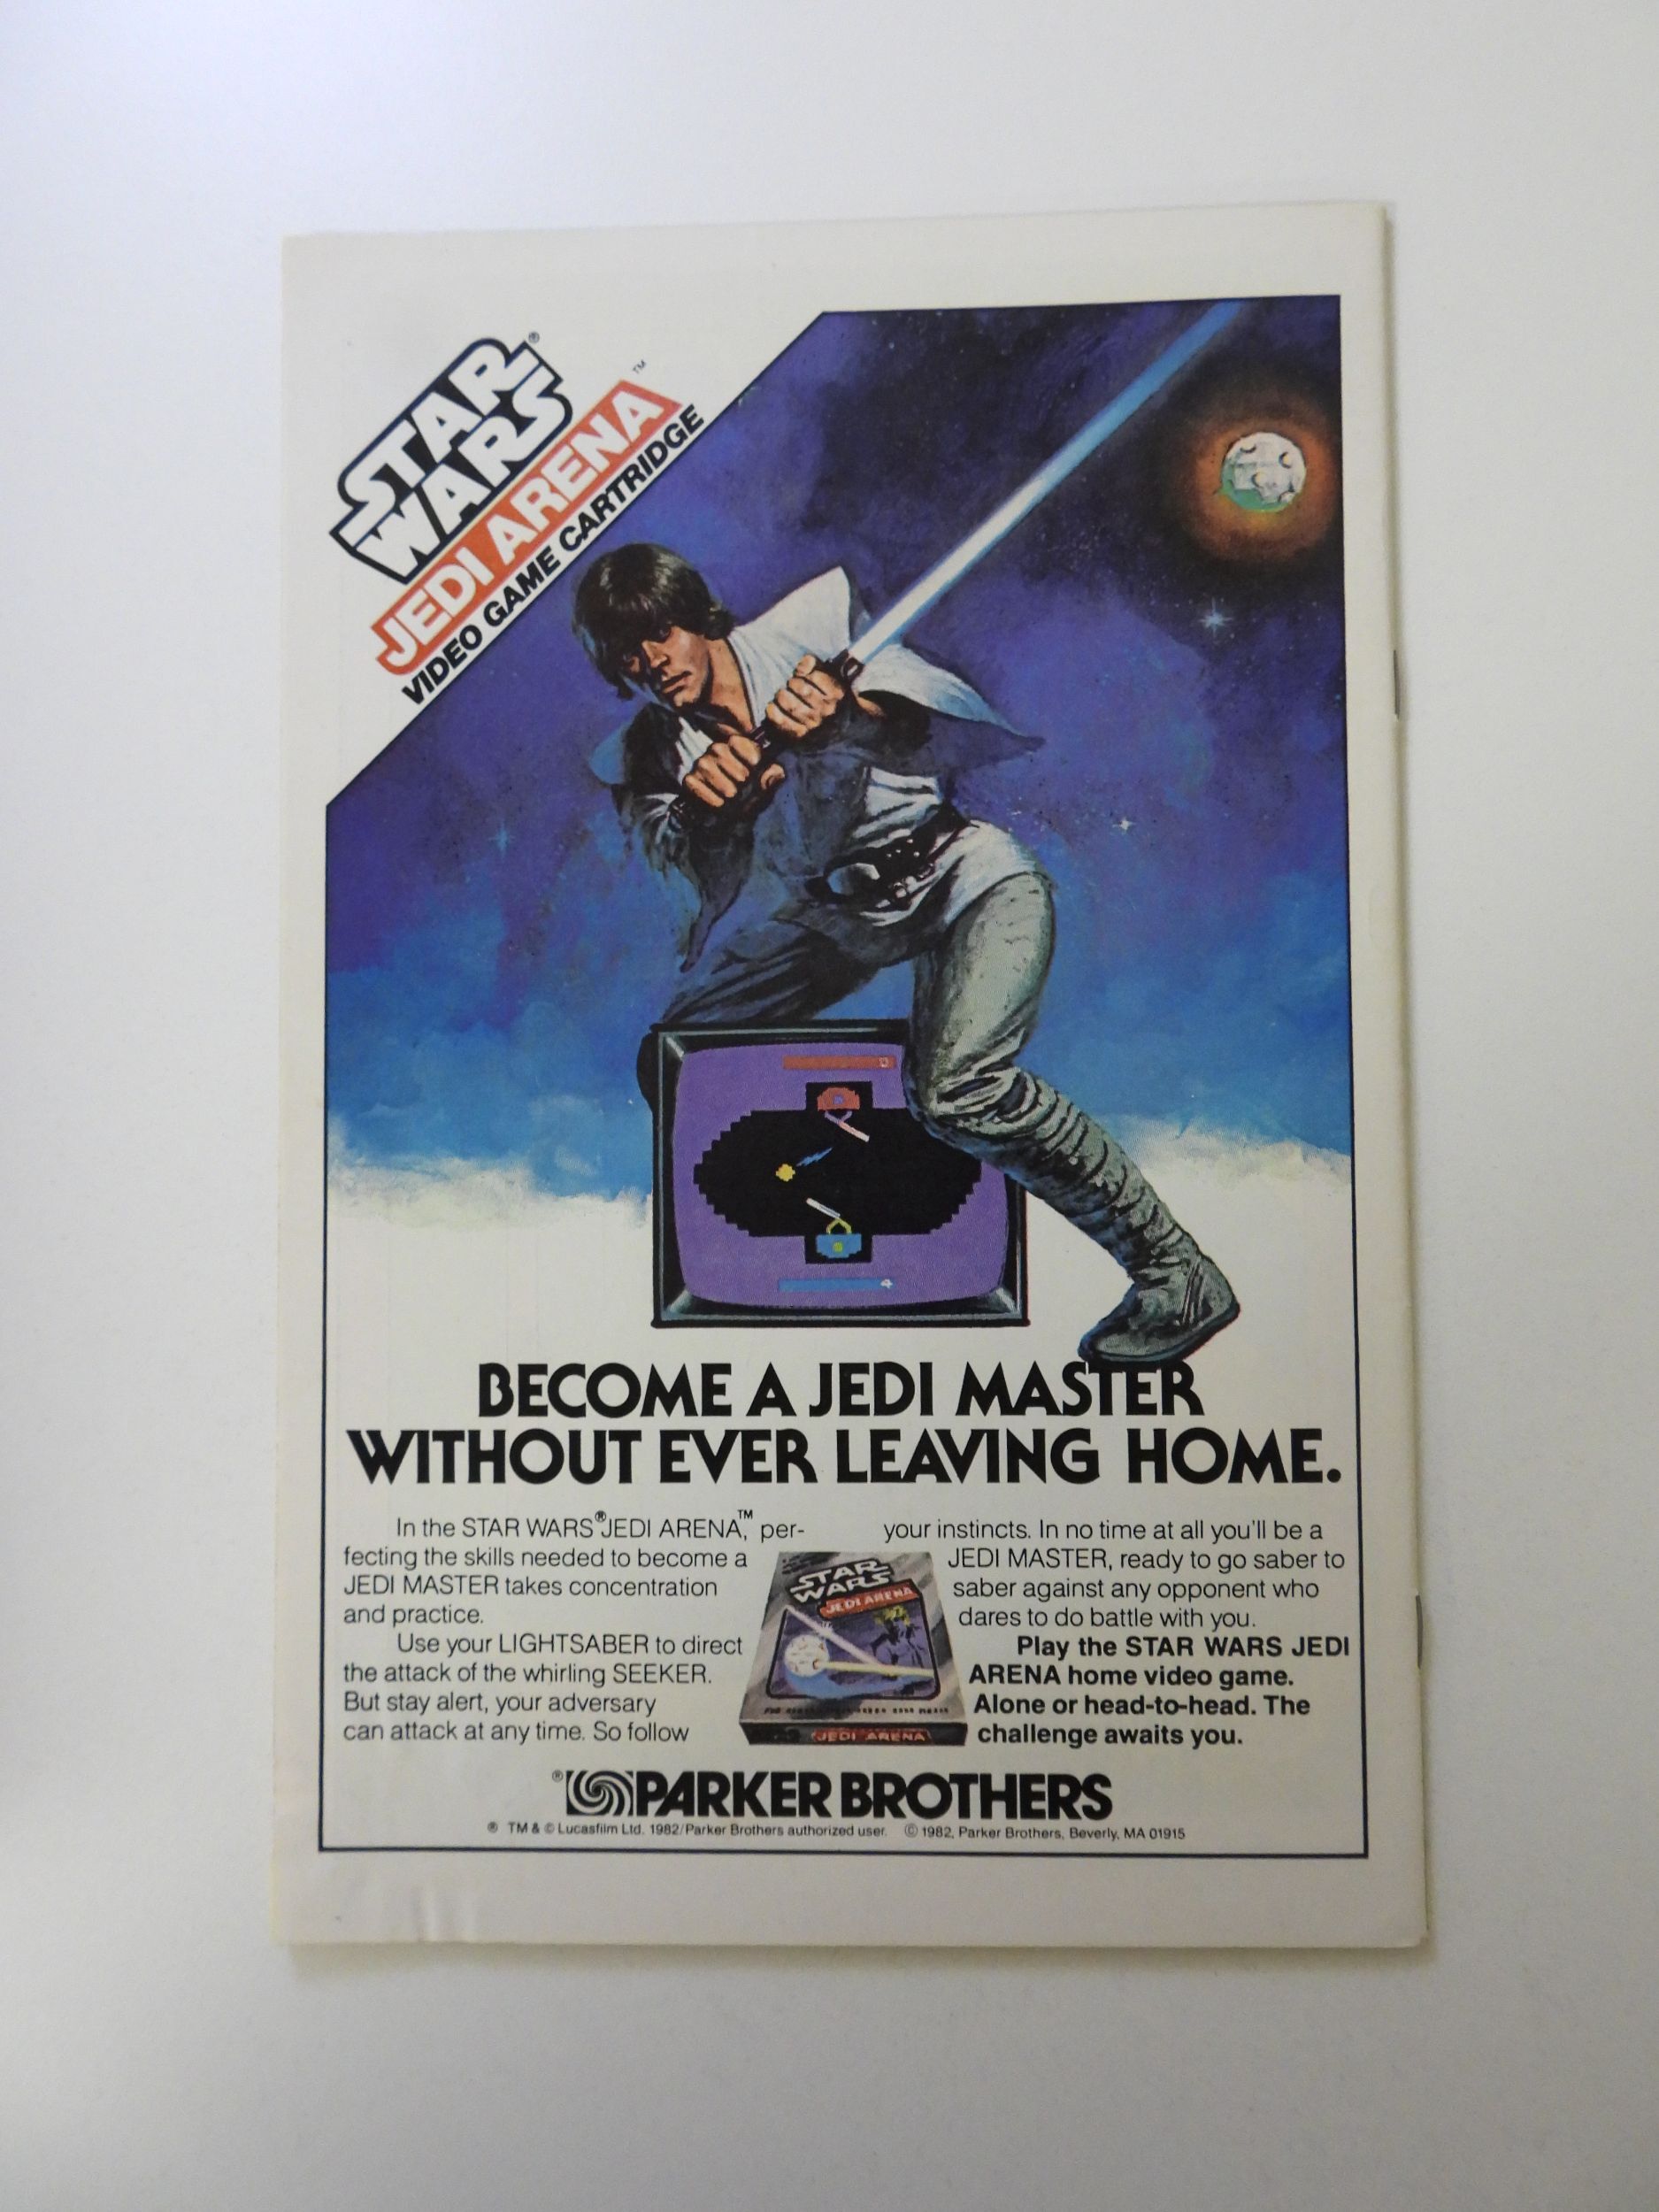 STAR®
WARS
JEDI ARENA™
VIDEO GAME CARTRIDGE
0
4
BECOME A JEDI MASTER
WITHOUT EVER LEAVING HOME.
In the STAR WARS® JEDI ARENA,™ per-
fecting the skills needed to become a
JEDI MASTER takes concentration
and practice.
Use your LIGHTSABER to direct
the attack of the whirling SEEKER.
But stay alert, your adversary
can attack at any time. So follow
your instincts. In no time at all you'll be a
JEDI MASTER, ready to go saber to
saber against any opponent who
dares to do battle with you.
Play the STAR WARS JEDI
ARENA home video game.
Alone or head-to-head. The
challenge awaits you.
STAR
WARS
JEDI ARENA
JEDI ARENA
® PARKER BROTHERS
® TM & © Lucasfilm Ltd. 1982/Parker Brothers authorized user. © 1982, Parker Brothers, Beverly, MA 01915